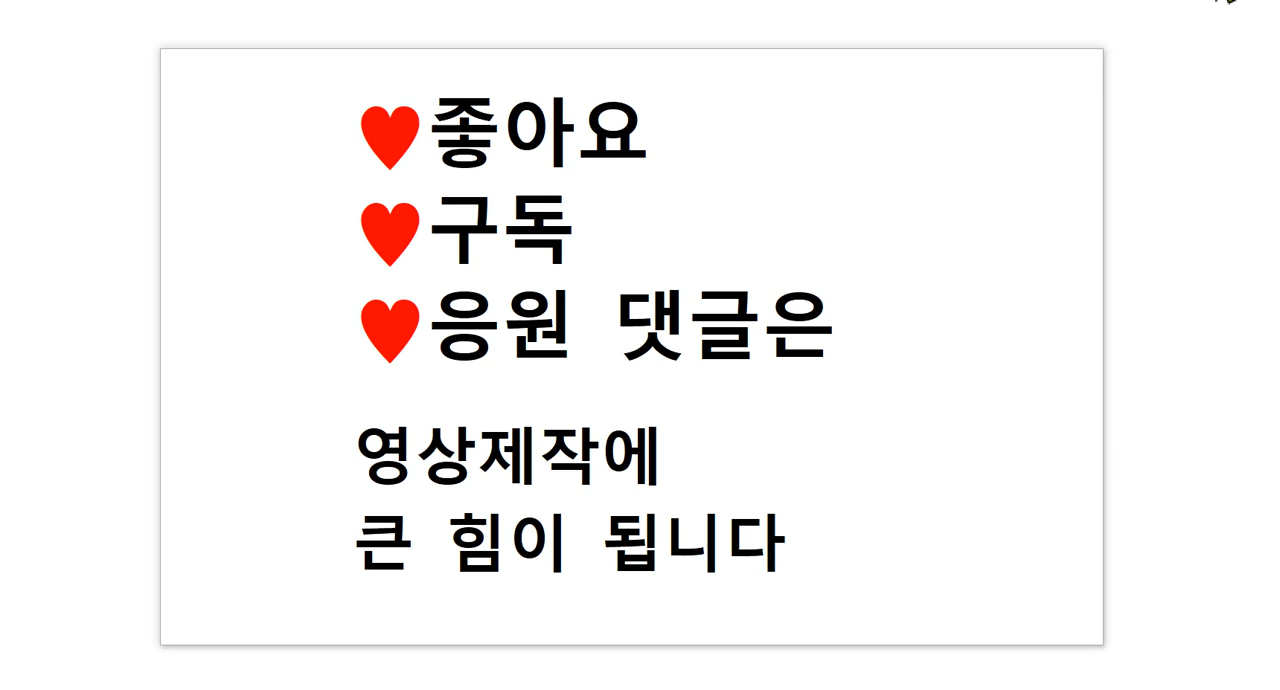 ♥좋아요
♥구독
♥응원 댓글은
영상제작에
큰 힘이 됩니다